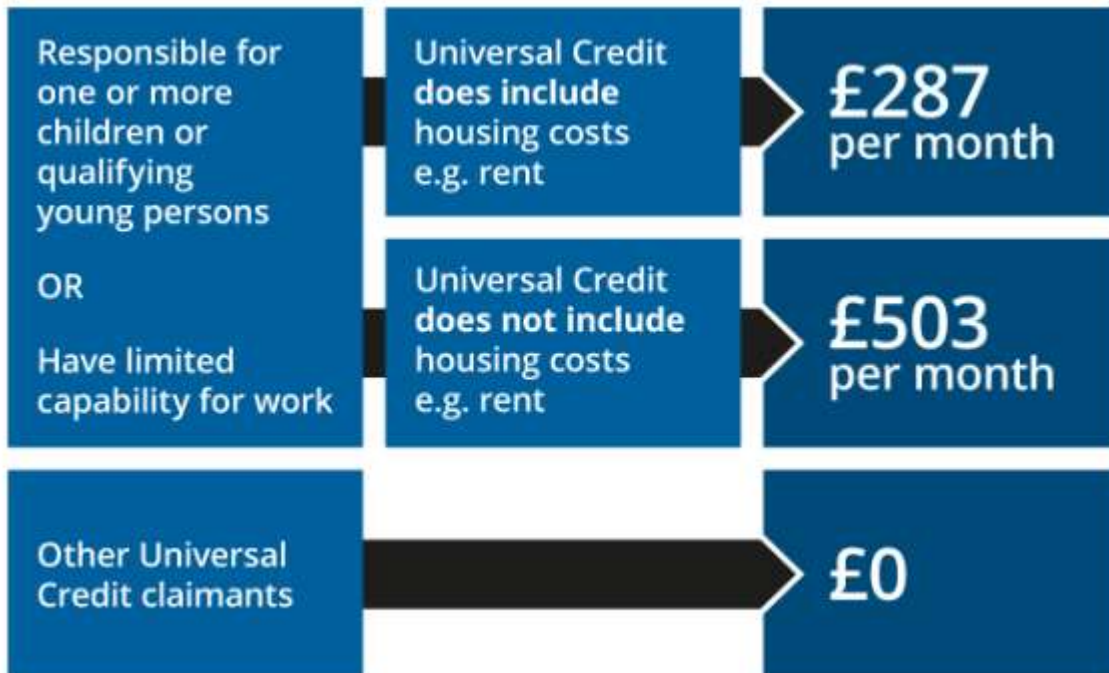 Responsible for
one or more
children or
qualifying
young persons
OR
Have limited
capability for work
Universal Credit
does include
housing costs
e.g. rent
£287
per month
Universal Credit
does not include
housing costs
e.g. rent
£503
per month
Other Universal
Credit claimants
£0